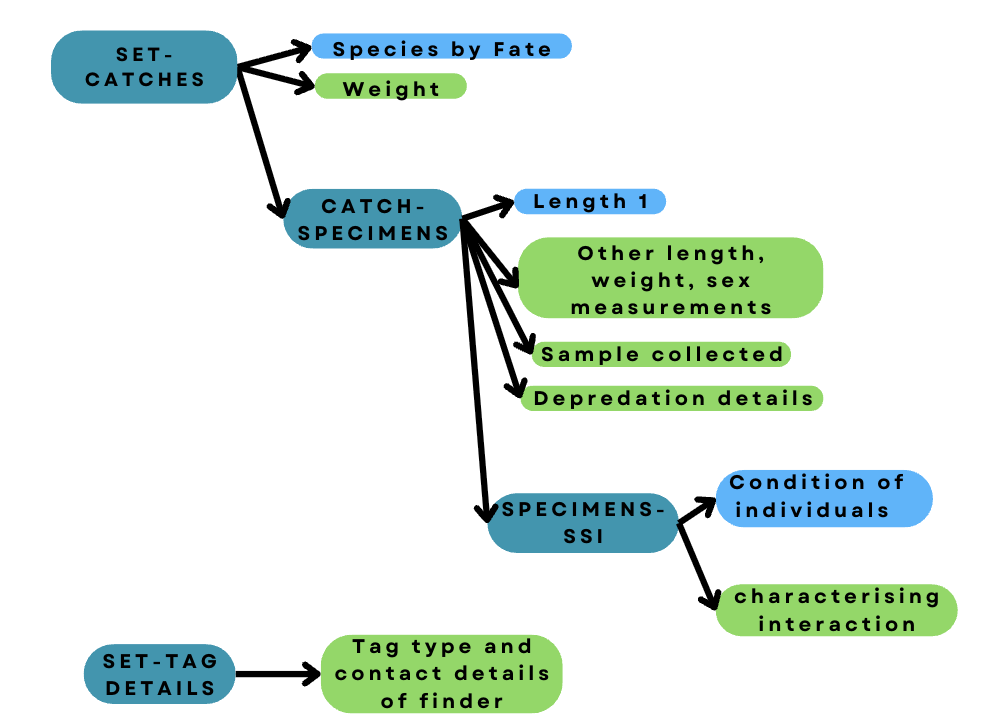 SET-
CATCHES
Species by Fate
Weight
CATCH-
SPECIMENS
Length 1
Other length,
weight, sex
measurements
Sample collected
Depredation details
SPECIMENS-
SSI
Condition of
individuals
characterising
interaction
SET-TAG
DETAILS
Tag type and
contact details
of finder